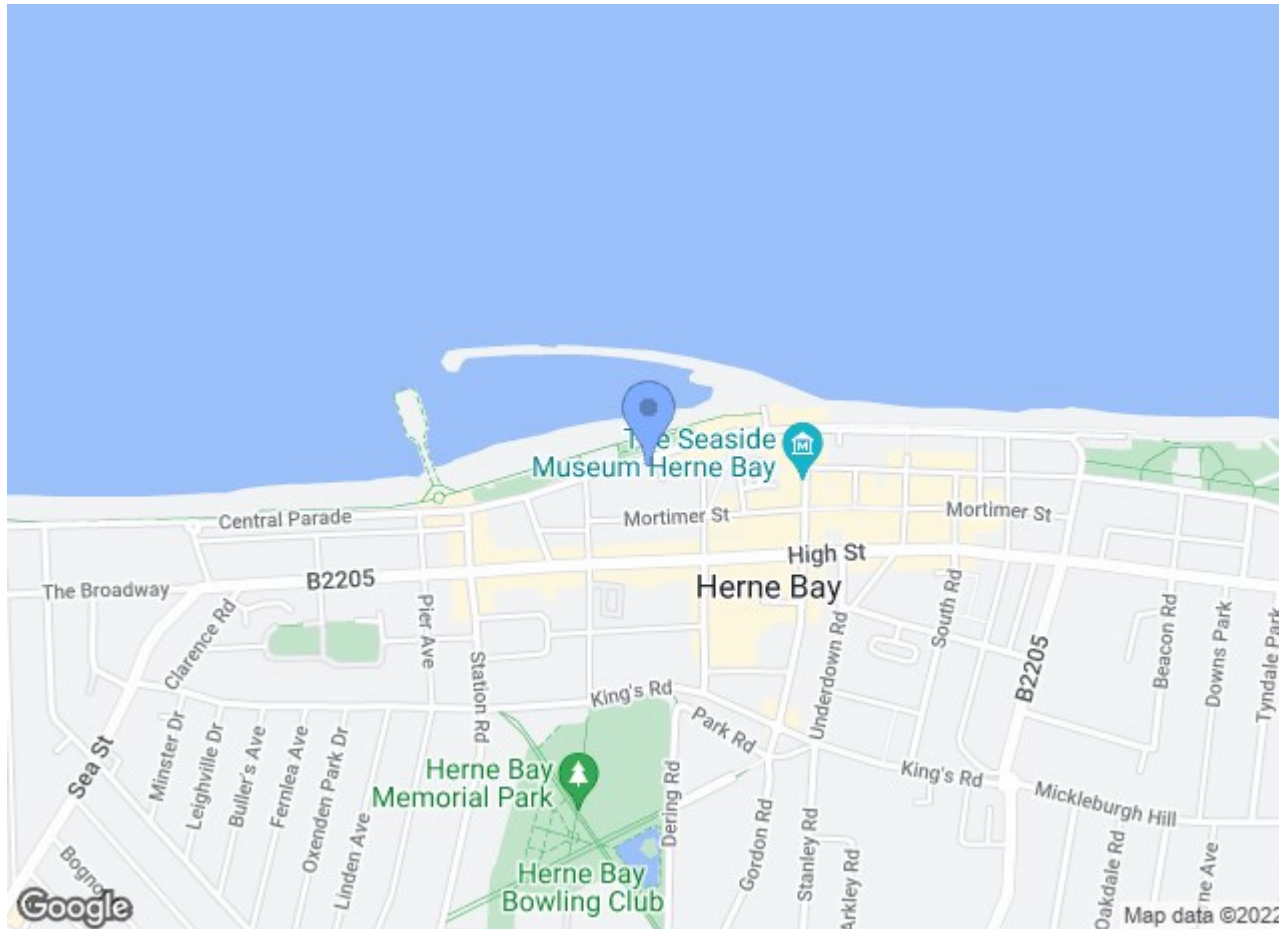 The Seaside
Museum Herne Bay
Central Parade
Mortimer St
Mortimer St
High St
B2205
The Broadway
Herne Bay
Clarence Rd
Pier Ave
Station Rd
South Rd
Underdown Rd
B2205
Beacon Rd
Downs Park
Tyndale Park
King's Rd
Park Rd
Sea St
Minster Dr
Leighville Dr
Buller's Ave
Fernlea Ave
Oxenden Park Dr
Linden Ave
Herne Bay
Memorial Park
Dering Rd
King's Rd
Mickleburgh Hill
Gordon Rd
Stanley Rd
Arkley Rd
Oakdale Rd
Herne Bay
Bowling Club
Google
Map data ©2022